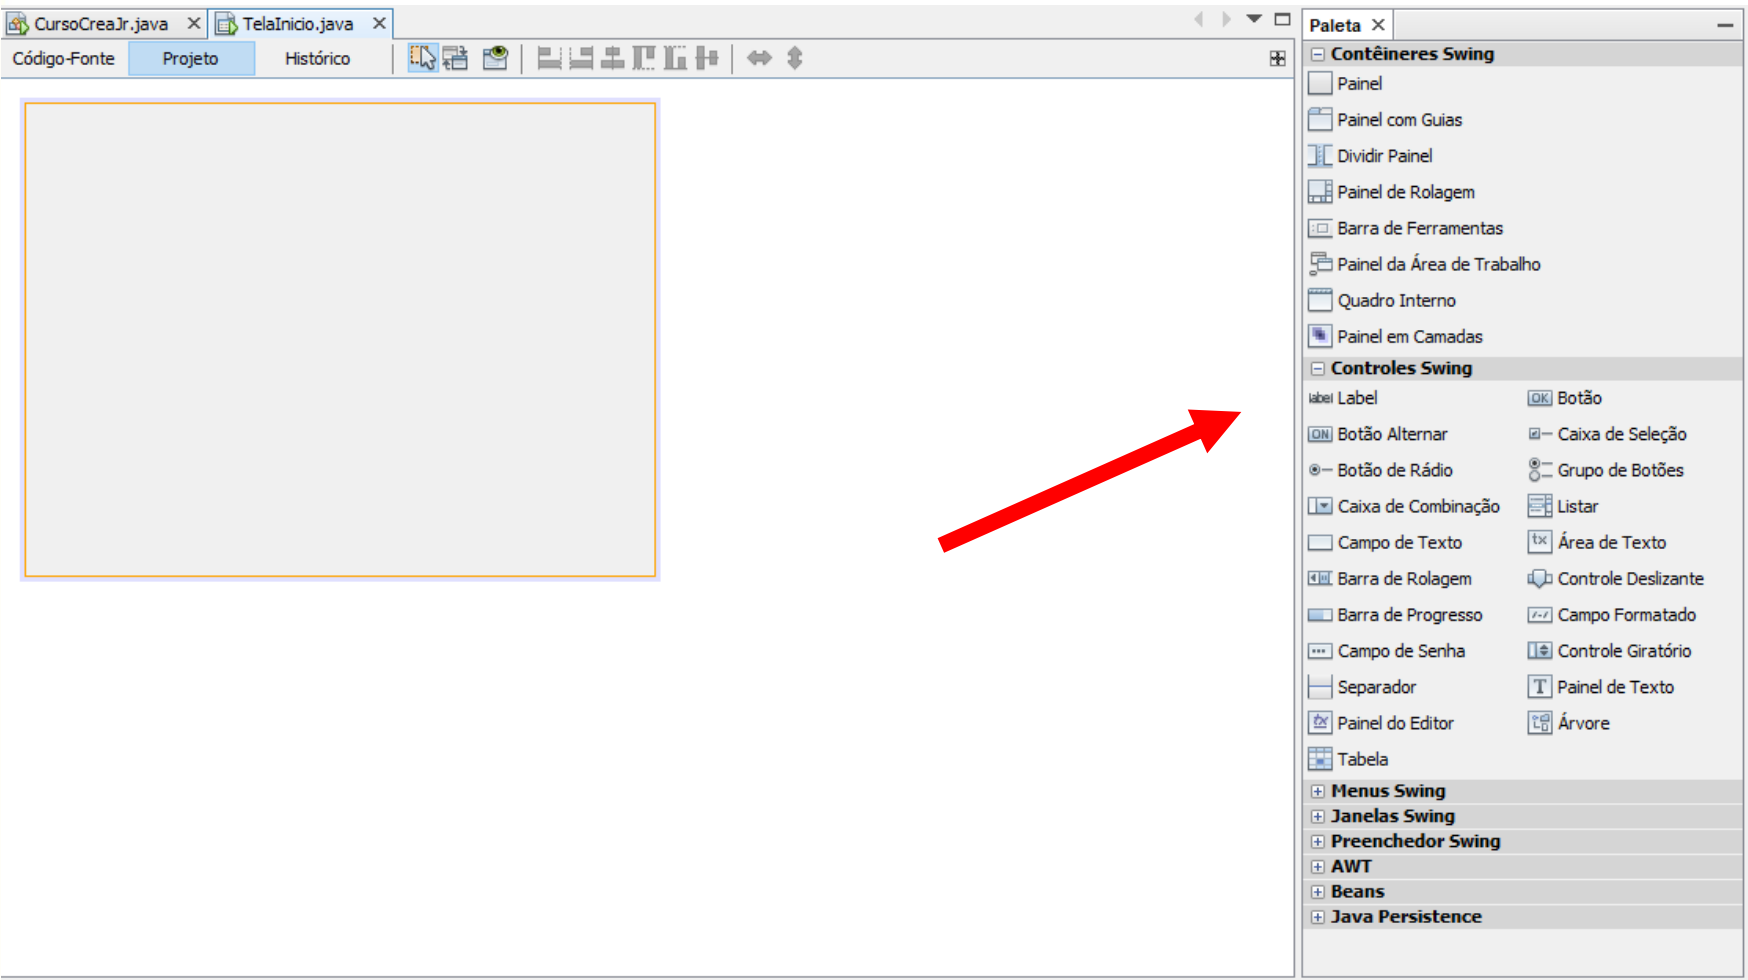 CursoCreaJr.java
TelaInicio.java
Código-Fonte
Projeto
Histórico
Paleta
Contêineres Swing
Painel
Painel com Guias
Dividir Painel
Painel de Rolagem
Barra de Ferramentas
Painel da Área de Trabalho
Quadro Interno
Painel em Camadas
Controles Swing
label Label
OK Botão
ON Botão Alternar
Caixa de Seleção
Botão de Rádio
Grupo de Botões
Caixa de Combinação
Listar
Campo de Texto
tx Área de Texto
Barra de Rolagem
Controle Deslizante
Barra de Progresso
Campo Formatado
Campo de Senha
Controle Giratório
Separador
T Painel de Texto
Painel do Editor
Árvore
Tabela
Menus Swing
Janelas Swing
Preenchedor Swing
AWT
Beans
Java Persistence